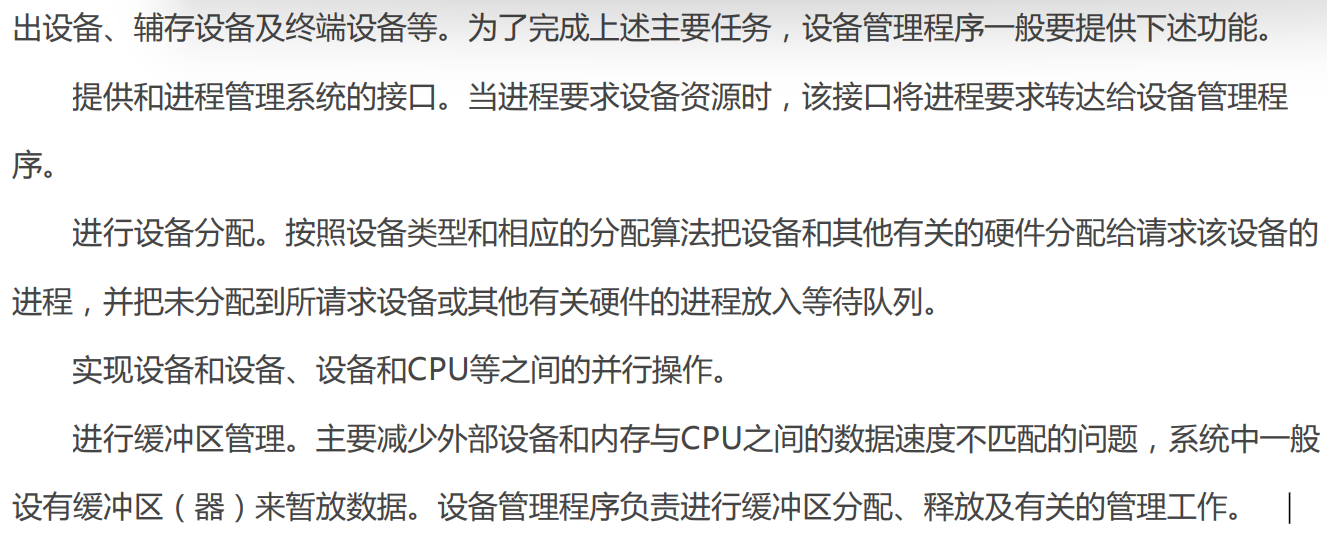 出设备、辅存设备及终端设备等。为了完成上述主要任务，设备管理程序一般要提供下述功能。
提供和进程管理系统的接口。当进程要求设备资源时，该接口将进程要求转达给设备管理程
序。
进行设备分配。按照设备类型和相应的分配算法把设备和其他有关的硬件分配给请求该设备的
进程，并把未分配到所请求设备或其他有关硬件的进程放入等待队列。
实现设备和设备、设备和CPU等之间的并行操作。
进行缓冲区管理。主要减少外部设备和内存与CPU之间的数据速度不匹配的问题，系统中一般
设有缓冲区（器）来暂放数据。设备管理程序负责进行缓冲区分配、释放及有关的管理工作。